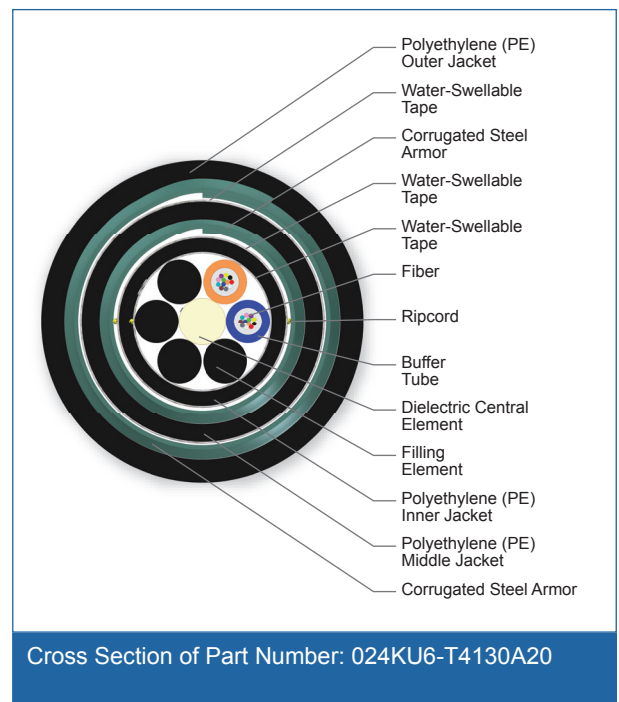 Polyethylene (PE)
Outer Jacket
Water-Swellable
Tape
Corrugated Steel
Armor
Water-Swellable
Tape
Water-Swellable
Tape
Fiber
Ripcord
Buffer
Tube
Dielectric Central
Element
Filling
Element
Polyethylene (PE)
Inner Jacket
Polyethylene (PE)
Middle Jacket
Corrugated Steel Armor
Cross Section of Part Number: 024KU6-T4130A20